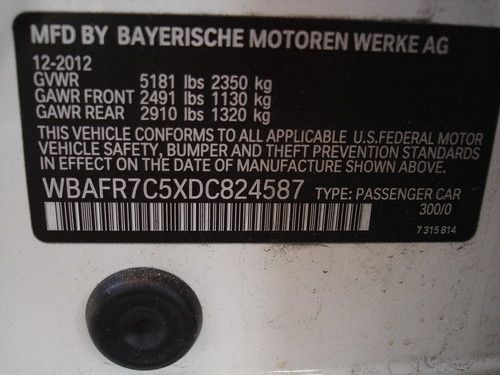 MFD BY BAYERISCHE MOTOREN WERKE AG
12-2012
GVWR 5181 lbs 2350 kg
GAWR FRONT 2491 lbs 1130 kg
GAWR REAR 2910 lbs 1320 kg
THIS VEHICLE CONFORMS TO ALL APPLICABLE U.S.FEDERAL MOTOR
VEHICLE SAFETY, BUMPER AND THEFT PREVENTION STANDARDS
IN EFFECT ON THE DATE OF MANUFACTURE SHOWN ABOVE.
WBAFR7C5XDC824587 TYPE: PASSENGER CAR
300/0
7 315 814